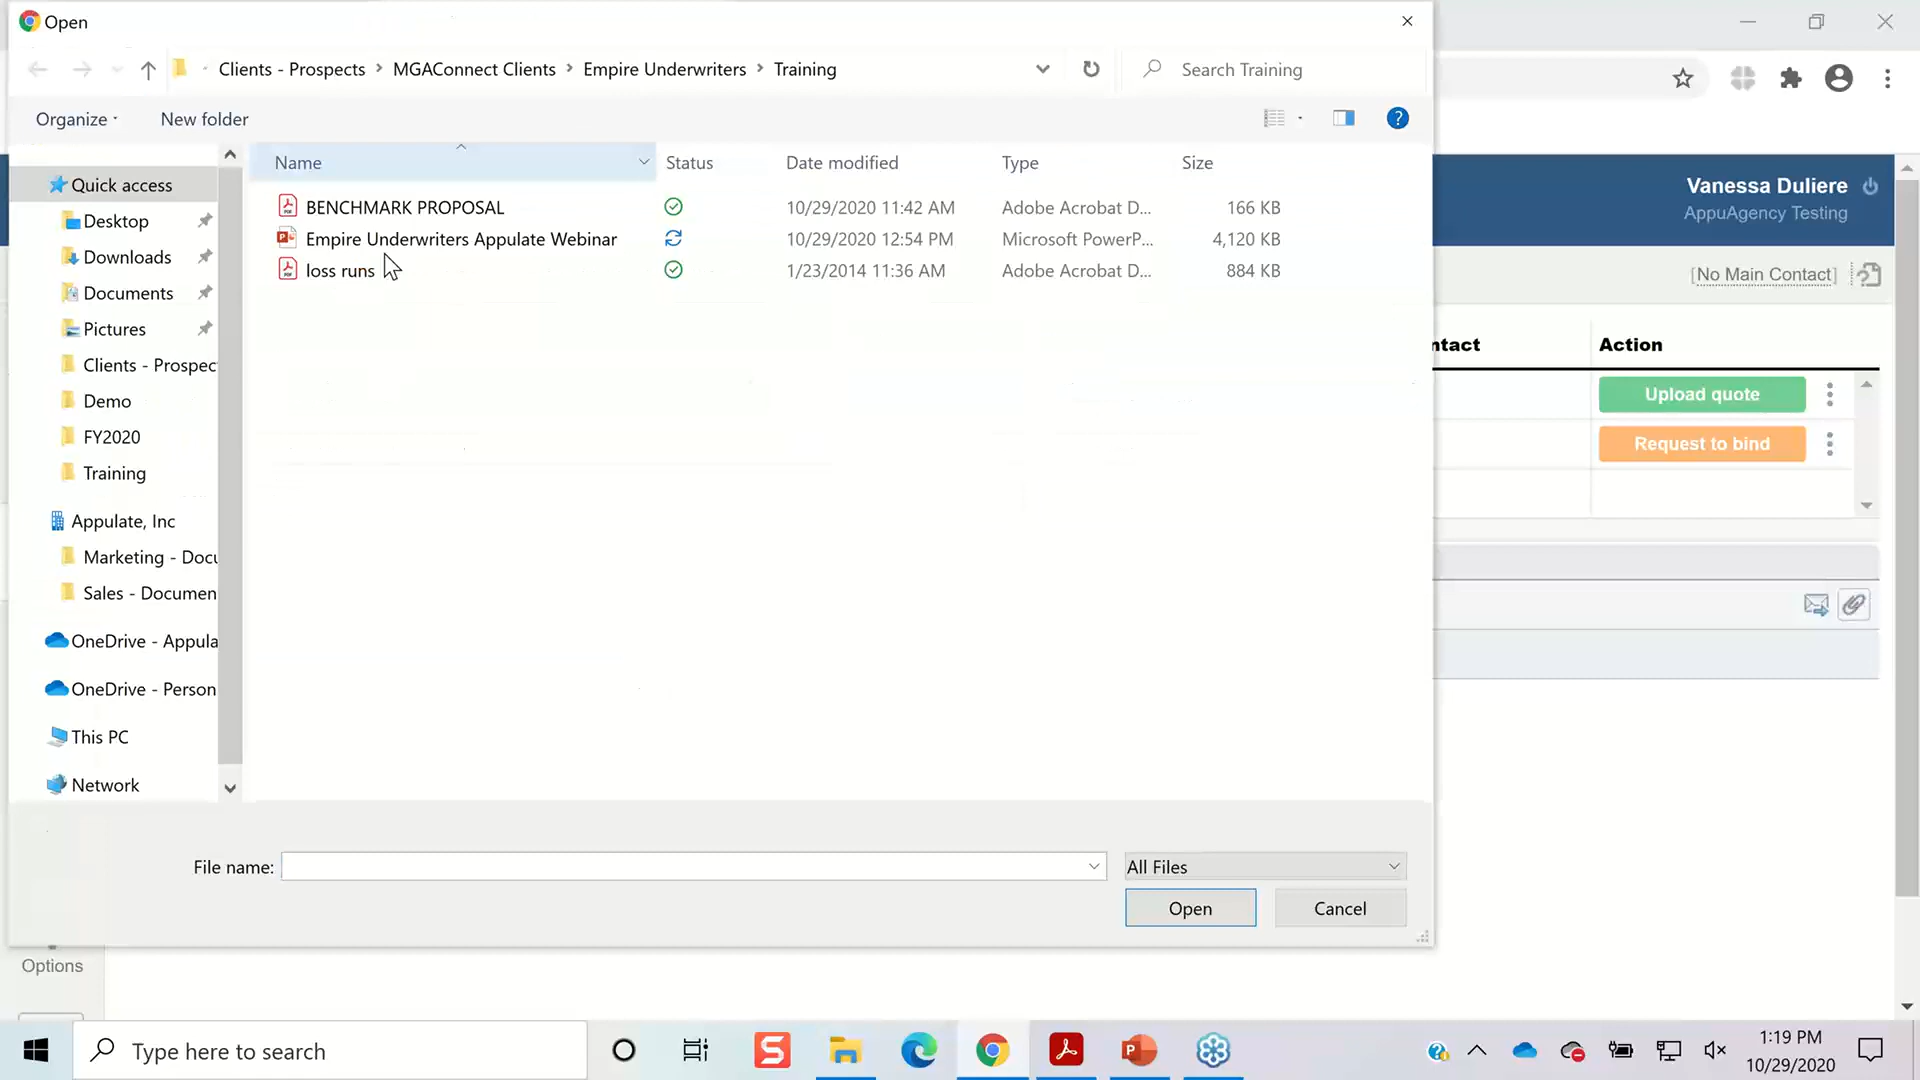 Open
Clients - Prospects › MGAConnect Clients › Empire Underwriters › Training
Search Training
Organize
New folder
Name
Status
Date modified
Type
Size
BENCHMARK PROPOSAL
10/29/2020 11:42 AM
Adobe Acrobat D...
166 KB
Empire Underwriters Appulate Webinar
10/29/2020 12:54 PM
Microsoft PowerP...
4,120 KB
loss runs
1/23/2014 11:36 AM
Adobe Acrobat D...
884 KB
Quick access
Desktop
Downloads
Documents
Pictures
Clients - Prospec
Demo
FY2020
Training
Appulate, Inc
Marketing - Docu
Sales - Documen
OneDrive - Appula
OneDrive - Person
This PC
Network
File name:
All Files
Open
Cancel
Vanessa Duliere
AppuAgency Testing
[No Main Contact]
ntact
Action
Upload quote
Request to bind
Options
Type here to search
1:19 PM
10/29/2020